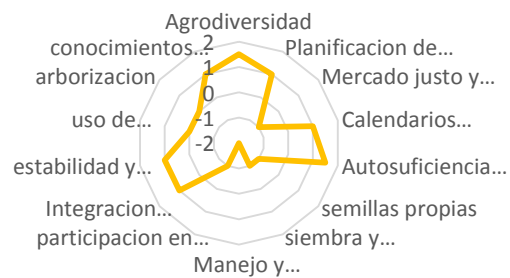 Agrodiversidad
Planificacion de...
Mercado justo y...
Calendarios...
Autosuficiencia...
semillas propias
siembra y...
Manejo y...
participacion en...
Integracion...
estabilidad y...
uso de...
arborizacion
conocimientos...
2
1
0
-1
-2